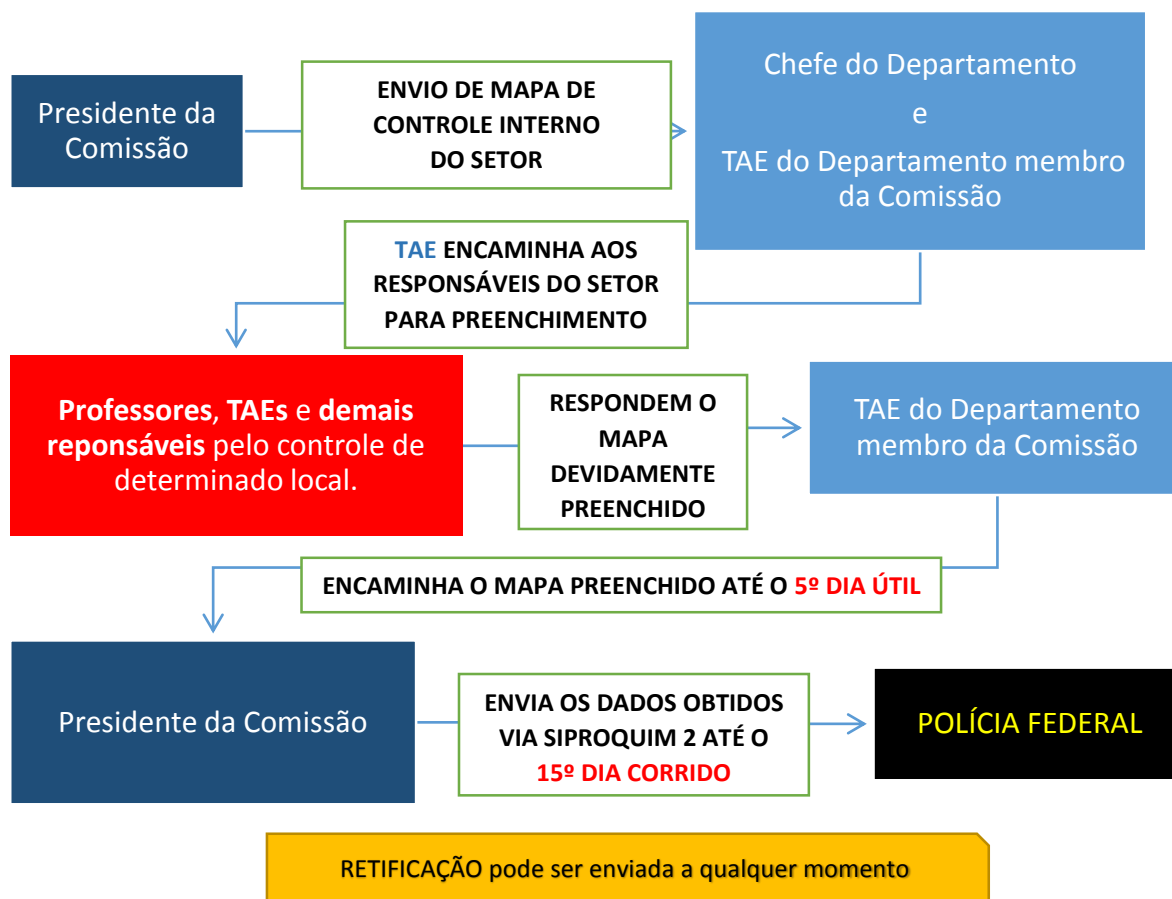 Presidente da
Comissão
ENVIO DE MAPA DE
CONTROLE INTERNO
DO SETOR
Chefe do Departamento
e
TAE do Departamento membro
da Comissão
TAE ENCAMINHA AOS
RESPONSÁVEIS DO SETOR
PARA PREENCHIMENTO
Professores, TAEs e demais
reponsáveis pelo controle de
determinado local.
RESPONDEM O
MAPA
DEVIDAMENTE
PREENCHIDO
TAE do Departamento
membro da Comissão
ENCAMINHA O MAPA PREENCHIDO ATÉ O 5º DIA ÚTIL
Presidente da Comissão
ENVIA OS DADOS OBTIDOS
VIA SIPROQUIM 2 ATÉ O
15º DIA CORRIDO
POLÍCIA FEDERAL
RETIFICAÇÃO pode ser enviada a qualquer momento